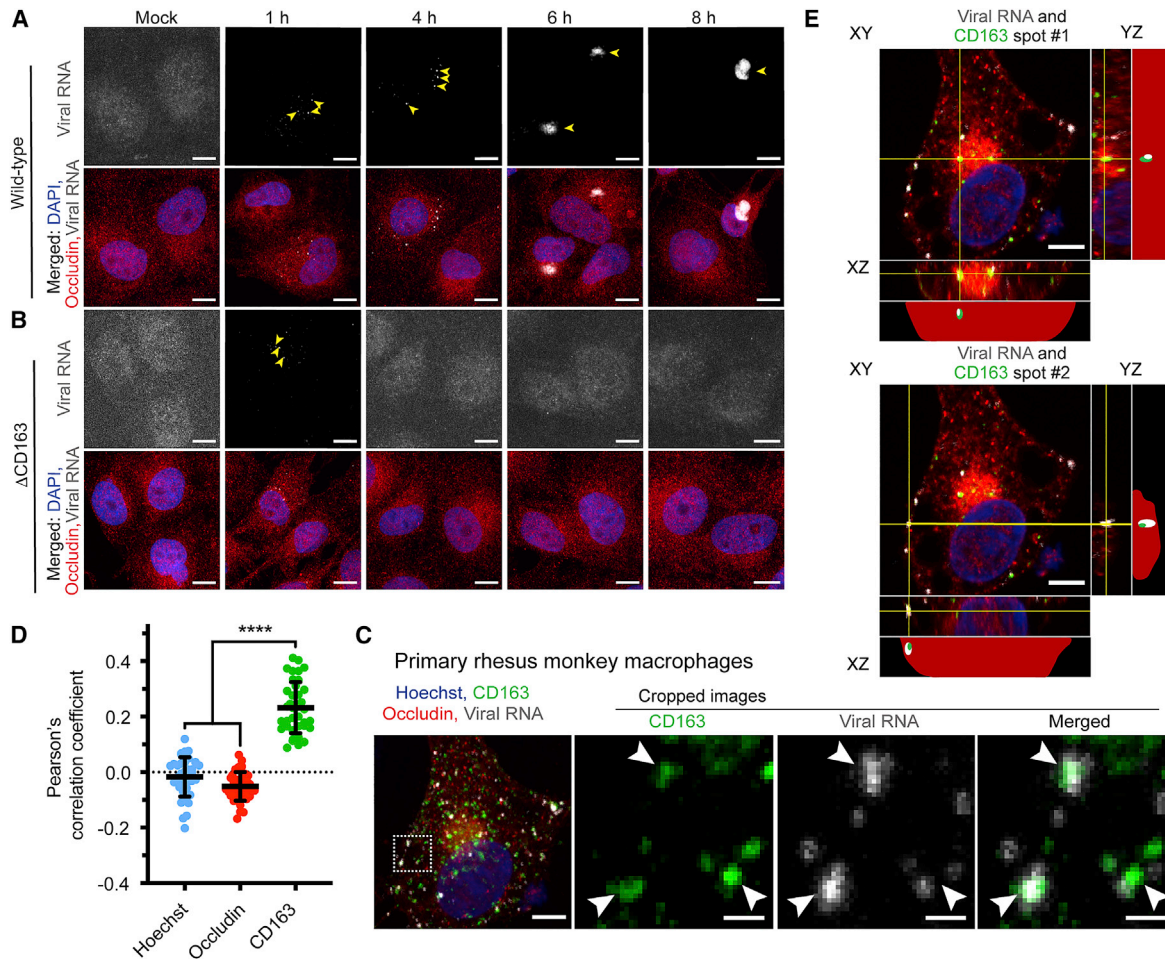 A
Mock
1 h
4 h
6 h
8 h
Wild-type
Viral RNA
Merged: DAPI,
Occludin, Viral RNA
B
ΔCD163
Viral RNA
Merged: DAPI,
Occludin, Viral RNA
E
Viral RNA and
CD163 spot #1
XY
YZ
XZ
Viral RNA and
CD163 spot #2
XY
YZ
XZ
D
****
Pearson's
correlation coefficient
0.4
0.2
0.0
-0.2
-0.4
Hoechst
Occludin
CD163
C
Primary rhesus monkey macrophages
Hoechst, CD163
Occludin, Viral RNA
Cropped images
CD163
Viral RNA
Merged